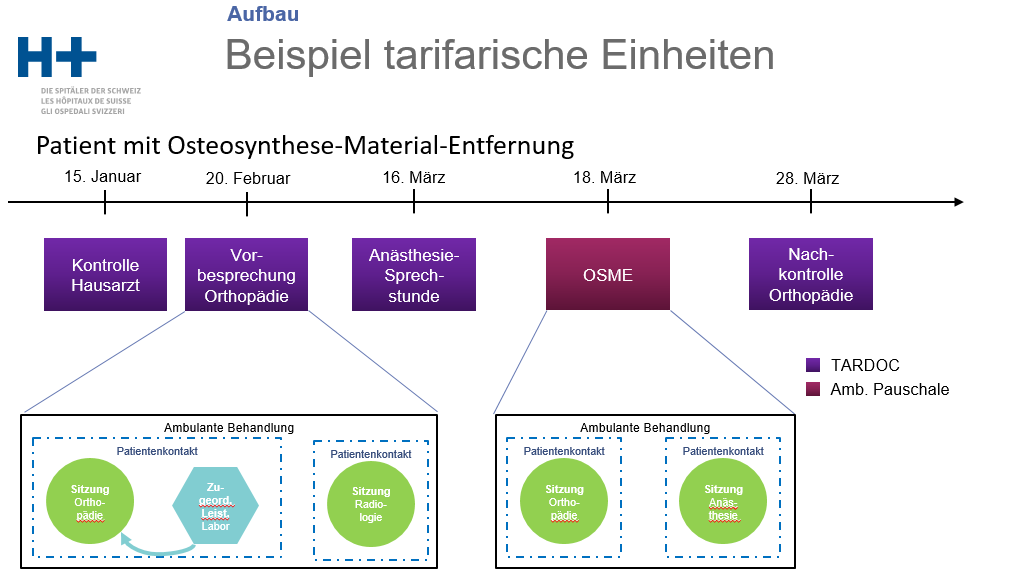 Aufbau
Beispiel tarifarische Einheiten
H+
DIE SPITÄLER DER SCHWEIZ
LES HÔPITAUX DE SUISSE
GLI OSPEDALI SVIZZERI
Patient mit Osteosynthese-Material-Entfernung
15. Januar
20. Februar
16. März
18. März
28. März
Kontrolle
Hausarzt
Vor-
besprechung
Orthopädie
Anästhesie-
Sprech-
stunde
OSME
Nach-
kontrolle
Orthopädie
TARDOC
Amb. Pauschale
Ambulante Behandlung
Patientenkontakt
Sitzung
Ortho-
pädie
Zu-
geord.
Leist.
Labor
Patientenkontakt
Sitzung
Radio-
logie
Ambulante Behandlung
Patientenkontakt
Sitzung
Ortho-
pädie
Patientenkontakt
Sitzung
Anäs-
thesie